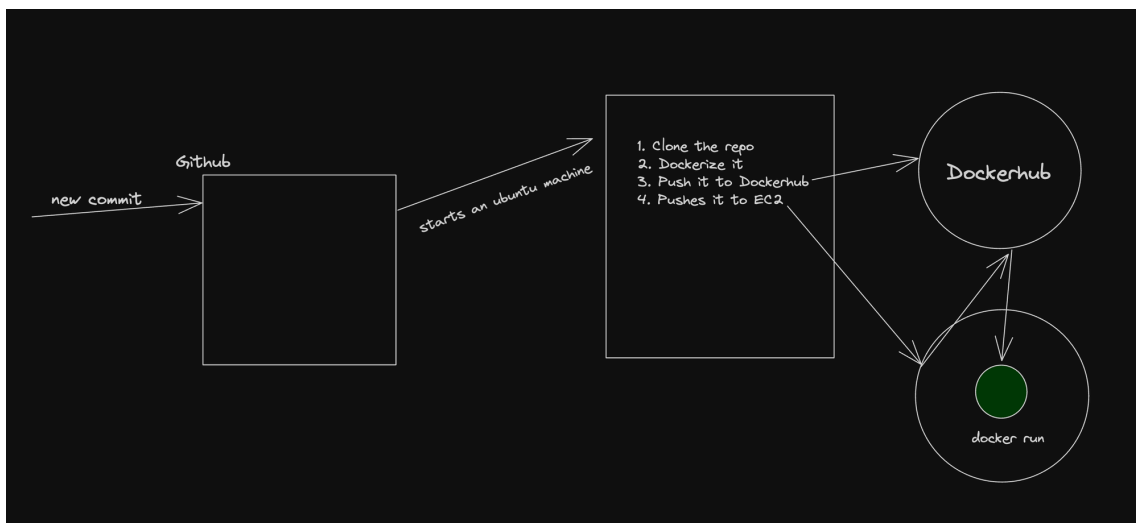 Github
new commit
starts an ubuntu machine
1. Clone the repo
2. Dockerize it
3. Push it to Dockerhub
4. Pushes it to EC2
Dockerhub
docker run